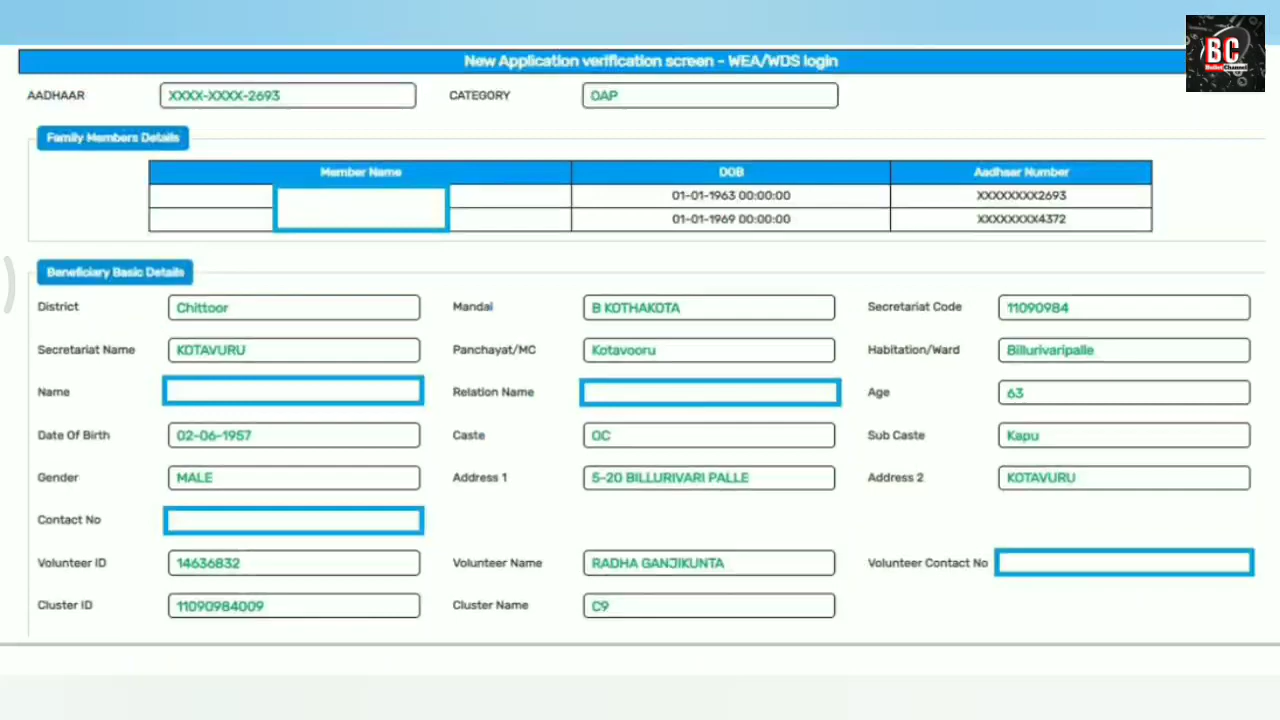 BC
Bullet Channel
New Application verification screen - WEA/WDS login
AADHAAR XXXX-XXXX-2693 CATEGORY OAP
Family Members Details
Member Name DOB Aadhaar Number
01-01-1963 00:00:00 XXXXXXXX2693
01-01-1969 00:00:00 XXXXXXXX4372
Beneficiary Basic Details
District Chittoor Mandal B KOTHAKOTA Secretariat Code 11090984
Secretariat Name KOTAVURU Panchayat/MC Kotavooru Habitation/Ward Billurivaripalle
Name Relation Name Age 63
Date Of Birth 02-06-1957 Caste OC Sub Caste Kapu
Gender MALE Address 1 5-20 BILLURIVARI PALLE Address 2 KOTAVURU
Contact No
Volunteer ID 14636832 Volunteer Name RADHA GANJIKUNTA Volunteer Contact No
Cluster ID 11090984009 Cluster Name C9